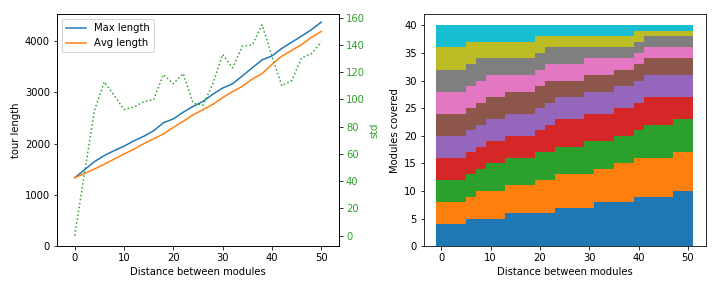 Max length
Avg length
tour length
4000
3000
2000
1000
0
0 10 20 30 40 50
Distance between modules
160
140
120
100
80
60
40
20
0
std
Modules covered
40
35
30
25
20
15
10
5
0
0 10 20 30 40 50
Distance between modules